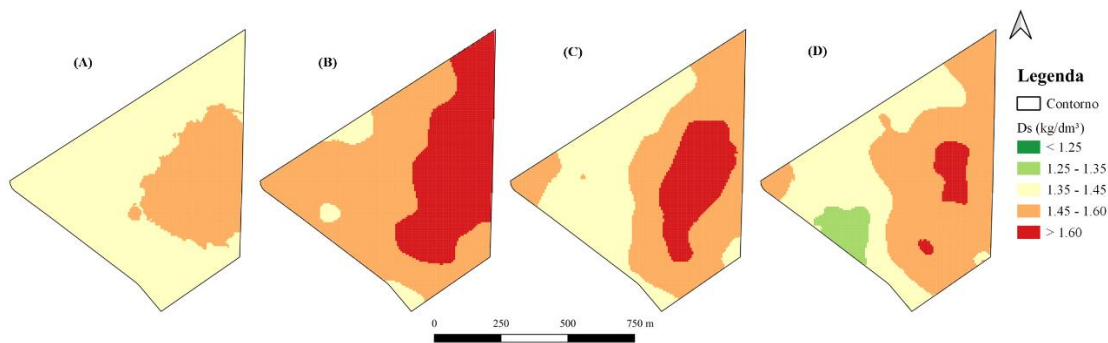 (A)
(B)
(C)
(D)
Legenda
Contorno
Ds (kg/dm³)
< 1.25
1.25 - 1.35
1.35 - 1.45
1.45 - 1.60
> 1.60
0 250 500 750 m